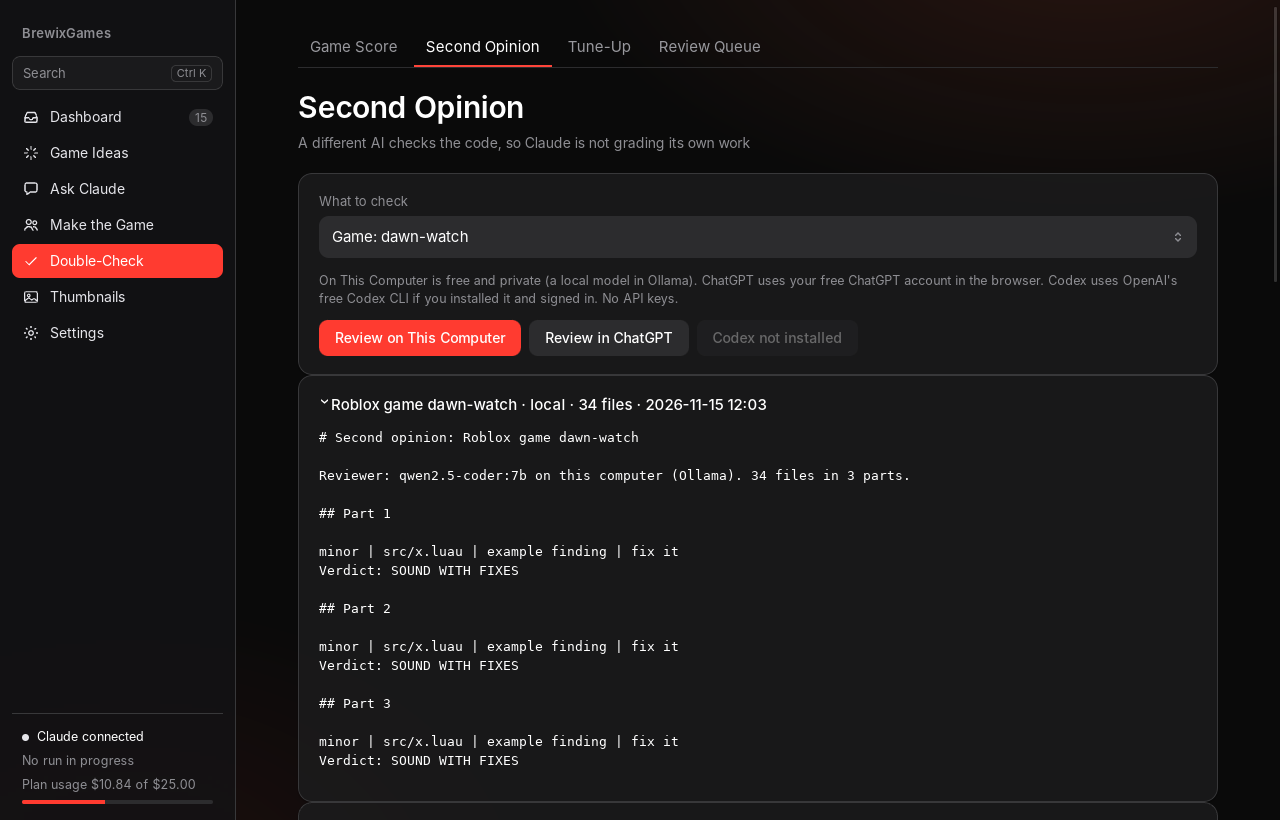 BrewixGames
Search
Ctrl K
Dashboard
15
Game Ideas
Ask Claude
Make the Game
Double-Check
Thumbnails
Settings
Claude connected
No run in progress
Plan usage $10.84 of $25.00
Game Score
Second Opinion
Tune-Up
Review Queue
Second Opinion
A different AI checks the code, so Claude is not grading its own work
What to check
Game: dawn-watch
On This Computer is free and private (a local model in Ollama). ChatGPT uses your free ChatGPT account in the browser. Codex uses OpenAI's
free Codex CLI if you installed it and signed in. No API keys.
Review on This Computer
Review in ChatGPT
Codex not installed
Roblox game dawn-watch · local · 34 files · 2026-11-15 12:03
# Second opinion: Roblox game dawn-watch
Reviewer: qwen2.5-coder:7b on this computer (Ollama). 34 files in 3 parts.
## Part 1
minor | src/x.luau | example finding | fix it
Verdict: SOUND WITH FIXES
## Part 2
minor | src/x.luau | example finding | fix it
Verdict: SOUND WITH FIXES
## Part 3
minor | src/x.luau | example finding | fix it
Verdict: SOUND WITH FIXES